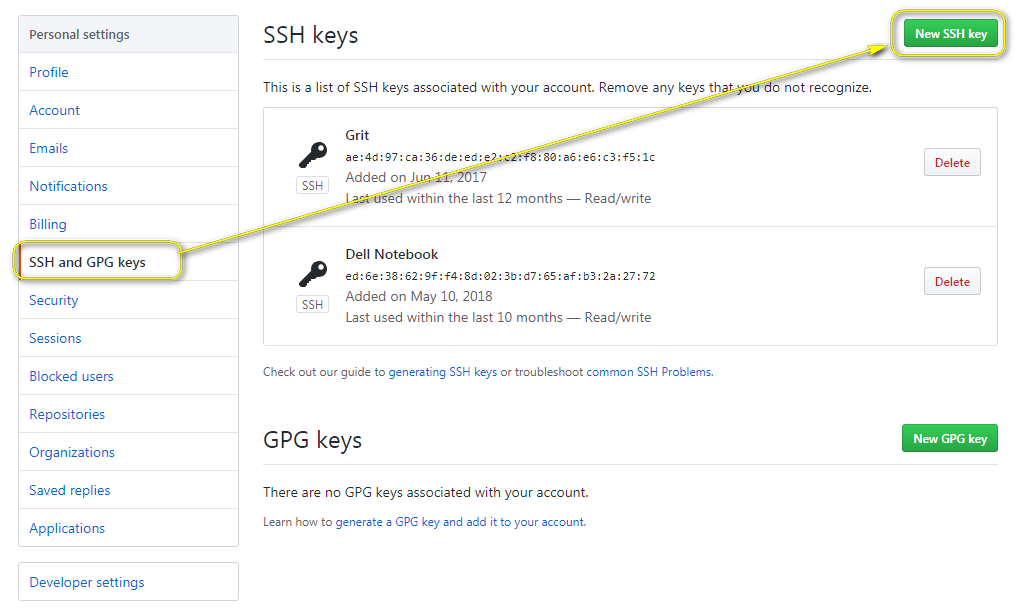 Personal settings
Profile
Account
Emails
Notifications
Billing
SSH and GPG keys
Security
Sessions
Blocked users
Repositories
Organizations
Saved replies
Applications
Developer settings
SSH keys
New SSH key
This is a list of SSH keys associated with your account. Remove any keys that you do not recognize.
Grit
ae:4d:97:ca:36:de:ed:e2:c2:f8:80:a6:e6:c3:f5:1c
SSH
Added on Jun 11, 2017
Last used within the last 12 months — Read/write
Delete
Dell Notebook
ed:6e:38:62:9f:f4:8d:02:3b:d7:65:af:b3:2a:27:72
SSH
Added on May 10, 2018
Last used within the last 10 months — Read/write
Delete
Check out our guide to generating SSH keys or troubleshoot common SSH Problems.
GPG keys
New GPG key
There are no GPG keys associated with your account.
Learn how to generate a GPG key and add it to your account.